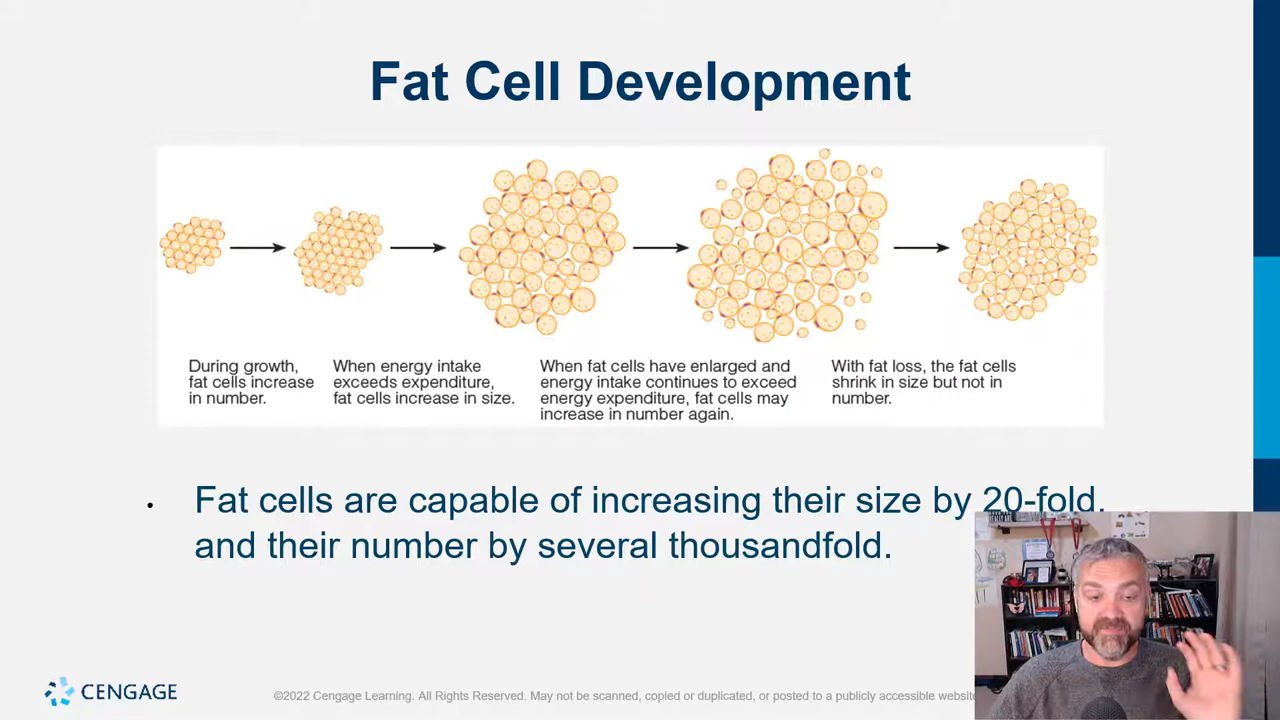 Fat Cell Development
During growth,
fat cells increase
in number.
When energy intake
exceeds expenditure,
fat cells increase in size.
When fat cells have enlarged and
energy intake continues to exceed
energy expenditure, fat cells may
increase in number again.
With fat loss, the fat cells
shrink in size but not in
number.
• Fat cells are capable of increasing their size by 20-fold,
and their number by several thousandfold.
CENGAGE
©2022 Cengage Learning. All Rights Reserved. May not be scanned, copied or duplicated, or posted to a publicly accessible website